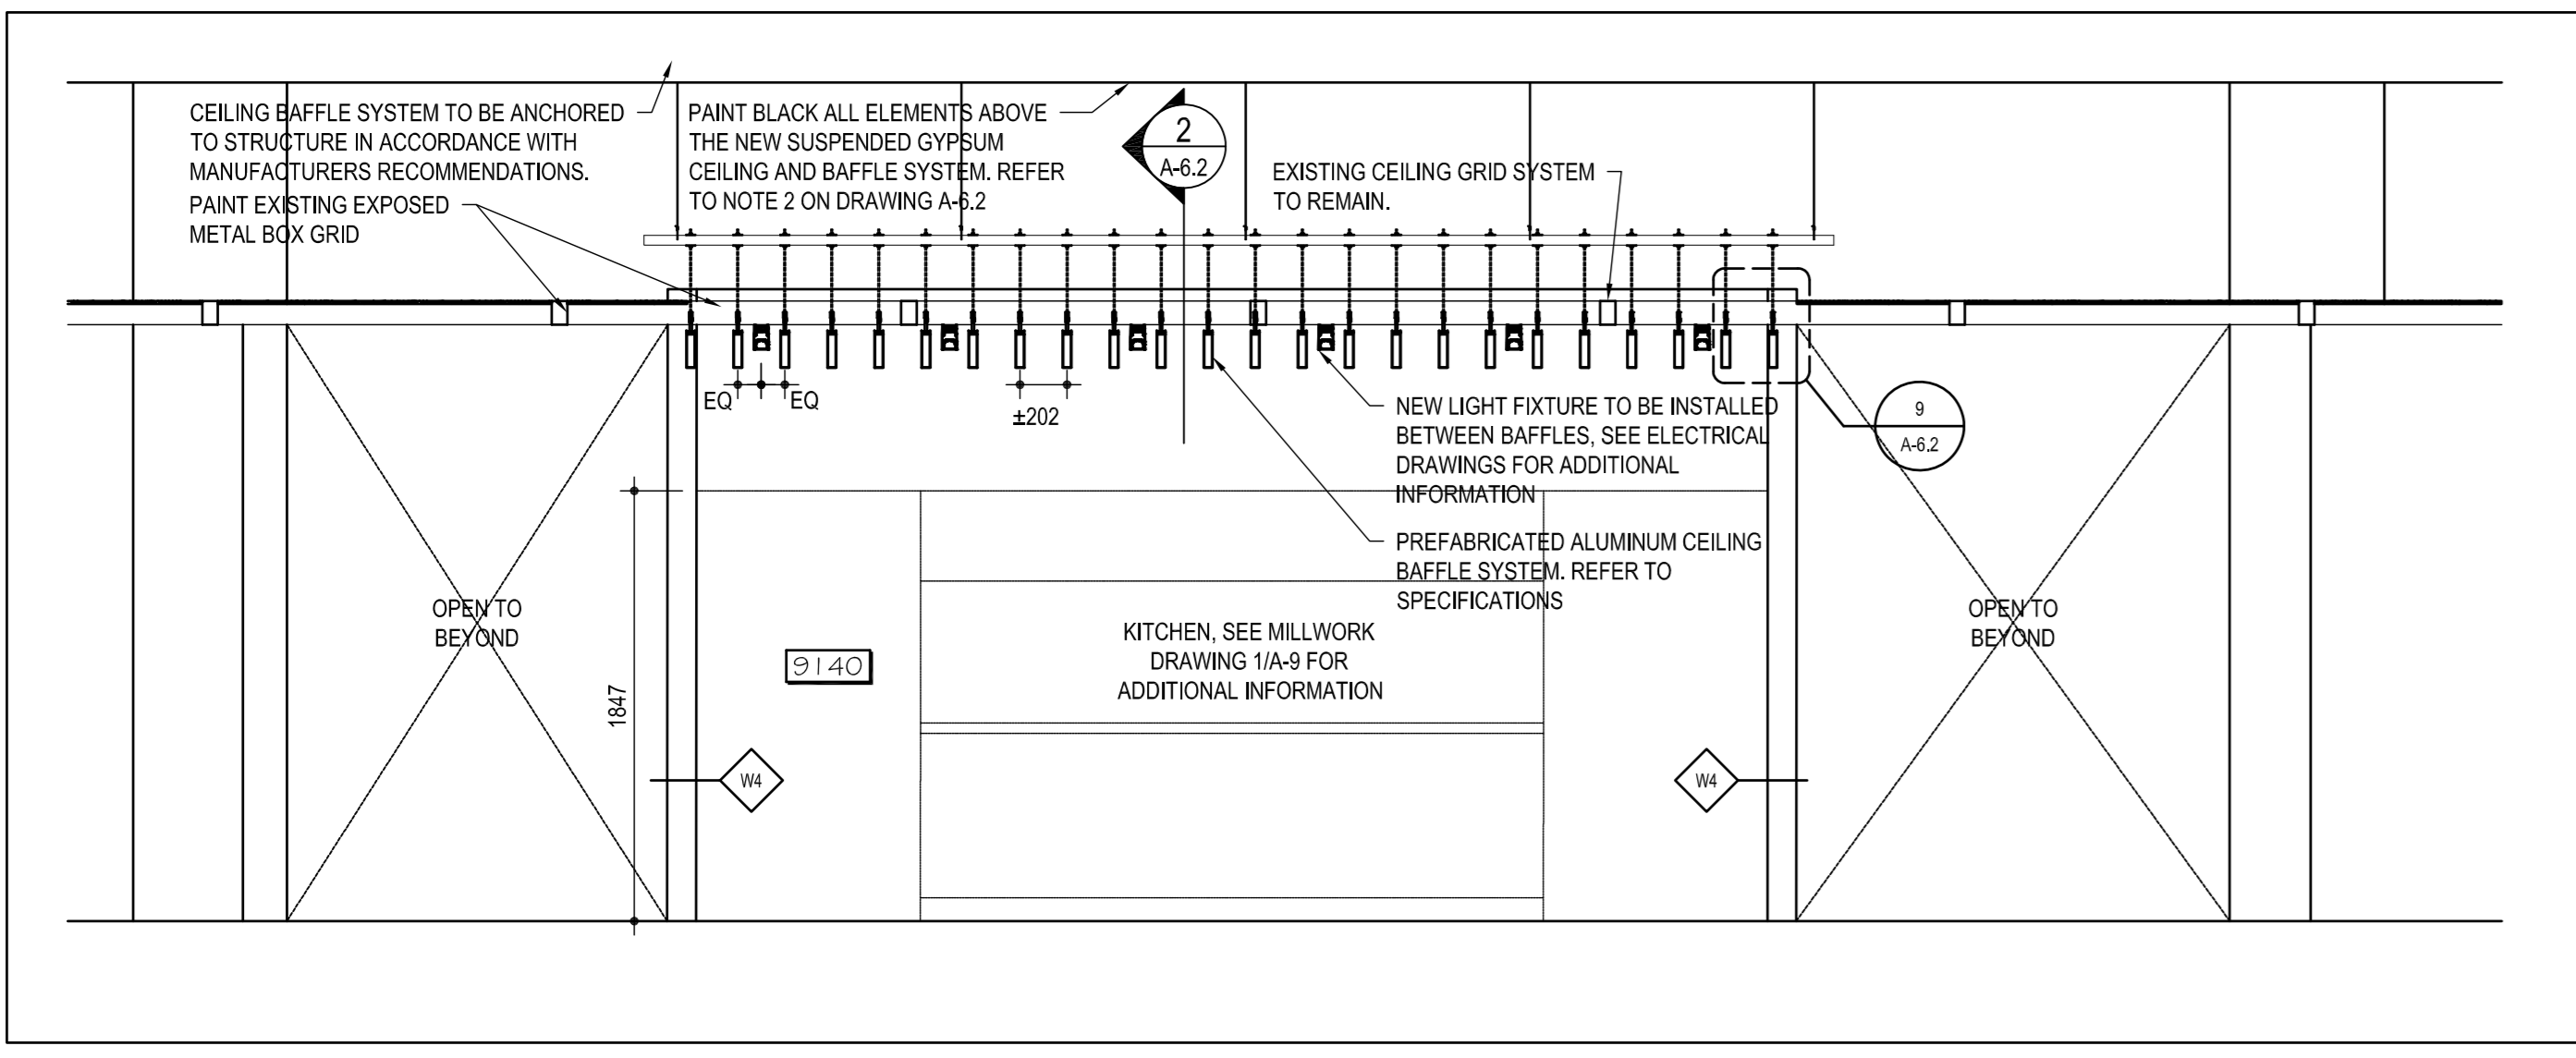 CEILING BAFFLE SYSTEM TO BE ANCHORED
TO STRUCTURE IN ACCORDANCE WITH
MANUFACTURERS RECOMMENDATIONS.
PAINT EXISTING EXPOSED
METAL BOX GRID
PAINT BLACK ALL ELEMENTS ABOVE
THE NEW SUSPENDED GYPSUM
CEILING AND BAFFLE SYSTEM. REFER
TO NOTE 2 ON DRAWING A-6.2
2
A-6.2
EXISTING CEILING GRID SYSTEM
TO REMAIN.
EQ
EQ
±202
NEW LIGHT FIXTURE TO BE INSTALLED
BETWEEN BAFFLES, SEE ELECTRICAL
DRAWINGS FOR ADDITIONAL
INFORMATION
9
A-6.2
PREFABRICATED ALUMINUM CEILING
BAFFLE SYSTEM. REFER TO
SPECIFICATIONS
OPEN TO
BEYOND
1847
9140
KITCHEN, SEE MILLWORK
DRAWING 1/A-9 FOR
ADDITIONAL INFORMATION
OPEN TO
BEYOND
W4
W4